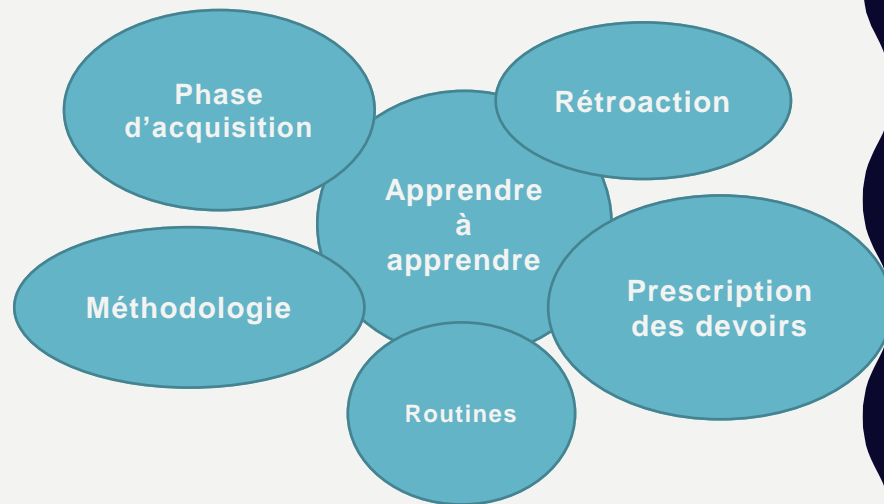 Phase
d’acquisition
Rétroaction
Apprendre
à
apprendre
Méthodologie
Prescription
des devoirs
Routines